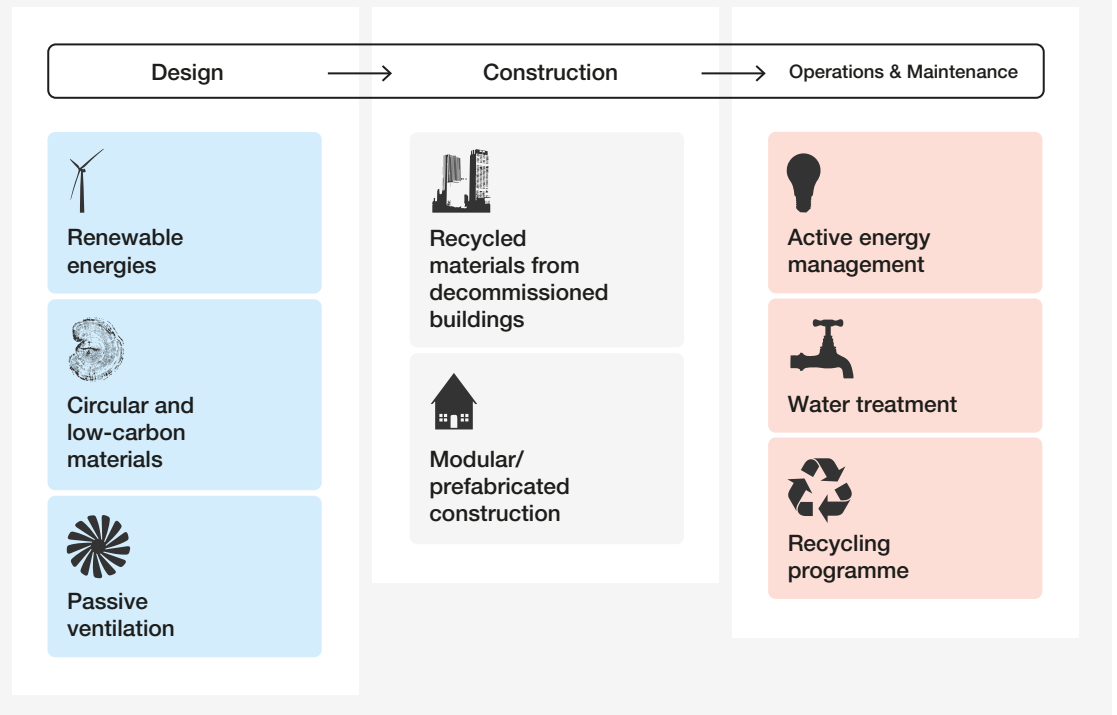 Design
Construction
Operations & Maintenance
Renewable
energies
Circular and
low-carbon
materials
Passive
ventilation
Recycled
materials from
decommissioned
buildings
Modular/
prefabricated
construction
Active energy
management
Water treatment
Recycling
programme